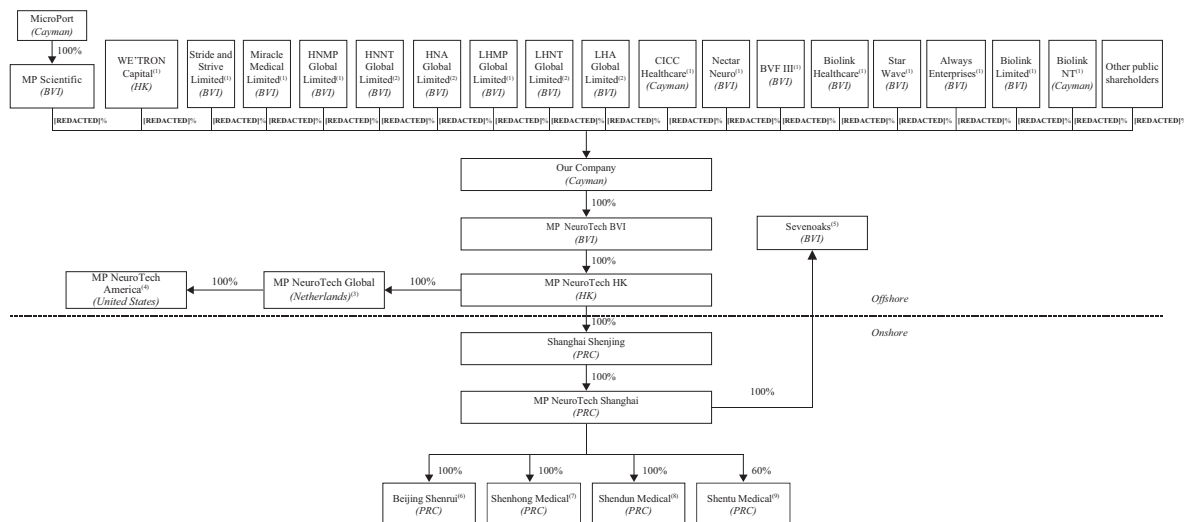 MicroPort
(Cayman)
100%
MP Scientific
(BVI)
WE'TRON
Capital(1)
(HK)
Stride and
Strive
Limited(1)
(BVI)
Miracle
Medical
Limited(1)
(BVI)
HNMP
Global
Limited(1)
(BVI)
HNNT
Global
Limited(2)
(BVI)
HNA
Global
Limited(2)
(BVI)
LHMP
Global
Limited(1)
(BVI)
LHNT
Global
Limited(2)
(BVI)
LHA
Global
Limited(2)
(BVI)
CICC
Healthcare(1)
(Cayman)
Nectar
Neuro(1)
(BVI)
BVF III(1)
(BVI)
Biolink
Healthcare(1)
(BVI)
Star
Wave(1)
(BVI)
Always
Enterprises(1)
(BVI)
Biolink
Limited(1)
(BVI)
Biolink
NT(1)
(Cayman)
Other public
shareholders
[REDACTED]% [REDACTED]% [REDACTED]% [REDACTED]% [REDACTED]% [REDACTED]% [REDACTED]% [REDACTED]% [REDACTED]% [REDACTED]% [REDACTED]% [REDACTED]% [REDACTED]% [REDACTED]% [REDACTED]% [REDACTED]% [REDACTED]% [REDACTED]% [REDACTED]%
Our Company
(Cayman)
100%
MP NeuroTech BVI
(BVI)
Sevenoaks(5)
(BVI)
100%
MP NeuroTech
America(4)
(United States)
100%
MP NeuroTech Global
(Netherlands)(3)
100%
MP NeuroTech HK
(HK)
Offshore
100%
Onshore
Shanghai Shenjing
(PRC)
100%
MP NeuroTech Shanghai
(PRC)
100%
100%
100%
100%
60%
Beijing Shenrui(6)
(PRC)
Shenhong Medical(7)
(PRC)
Shendun Medical(8)
(PRC)
Shentu Medical(9)
(PRC)